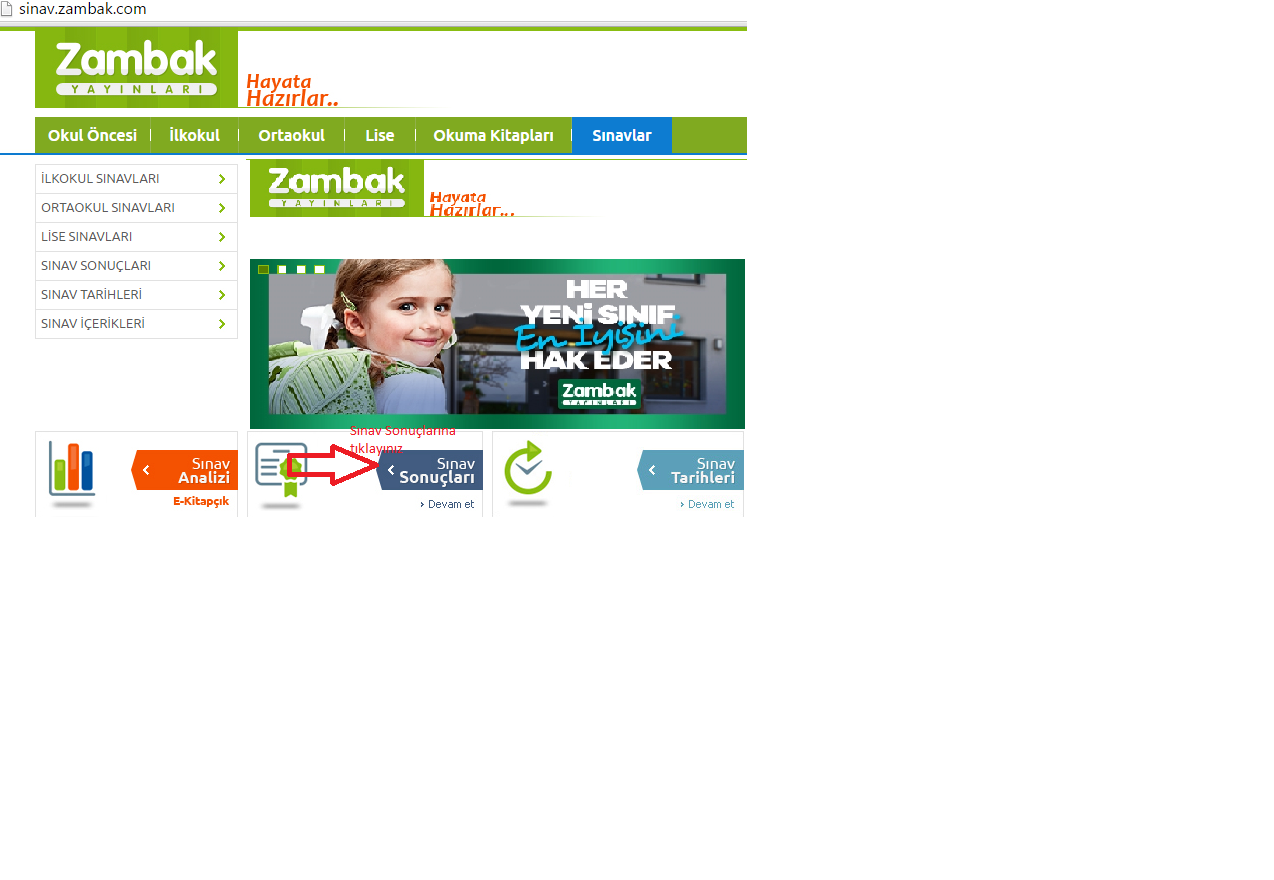 sinav.zambak.com
Zambak
YAYINLARI
Hayata
Hazırlar..
Okul Öncesi İlkokul Ortaokul Lise Okuma Kitapları Sınavlar
İLKOKUL SINAVLARI
ORTAOKUL SINAVLARI
LİSE SINAVLARI
SINAV SONUÇLARI
SINAV TARİHLERİ
SINAV İÇERİKLERİ
Zambak
YAYINLARI
Hayata
Hazırlar...
HER
YENİ SINIF
En İyisini
HAK EDER
Zambak
YAYINLARI
Sınav
Analizi
E-Kitapçık
Sınav Sonuçlarına
tıklayınız
Sınav
Sonuçları
Devam et
Sınav
Tarihleri
Devam et